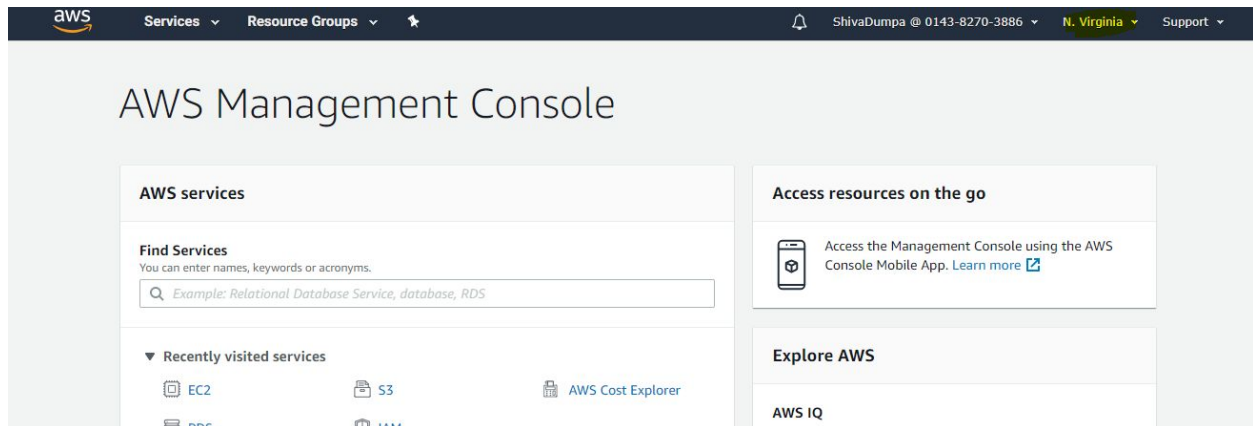 aws
Services
Resource Groups
ShivaDumpa @ 0143-8270-3886
N. Virginia
Support
AWS Management Console
AWS services
Find Services
You can enter names, keywords or acronyms.
Example: Relational Database Service, database, RDS
Recently visited services
EC2
S3
AWS Cost Explorer
RDS
IAM
Access resources on the go
Access the Management Console using the AWS
Console Mobile App. Learn more
Explore AWS
AWS IQ